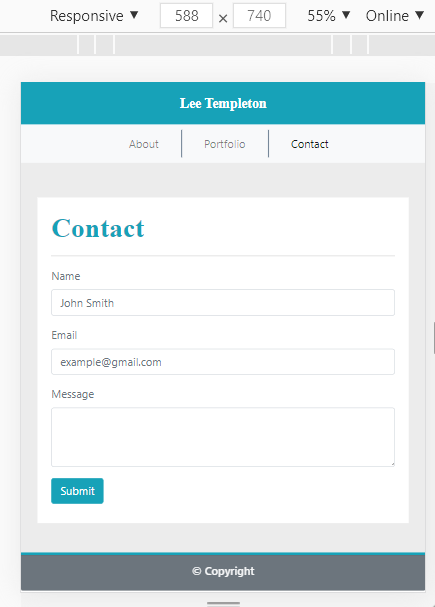 Responsive ▼ 588 × 740 55% ▼ Online ▼
Lee Templeton
About Portfolio Contact
Contact
Name
John Smith
Email
example@gmail.com
Message
Submit
© Copyright